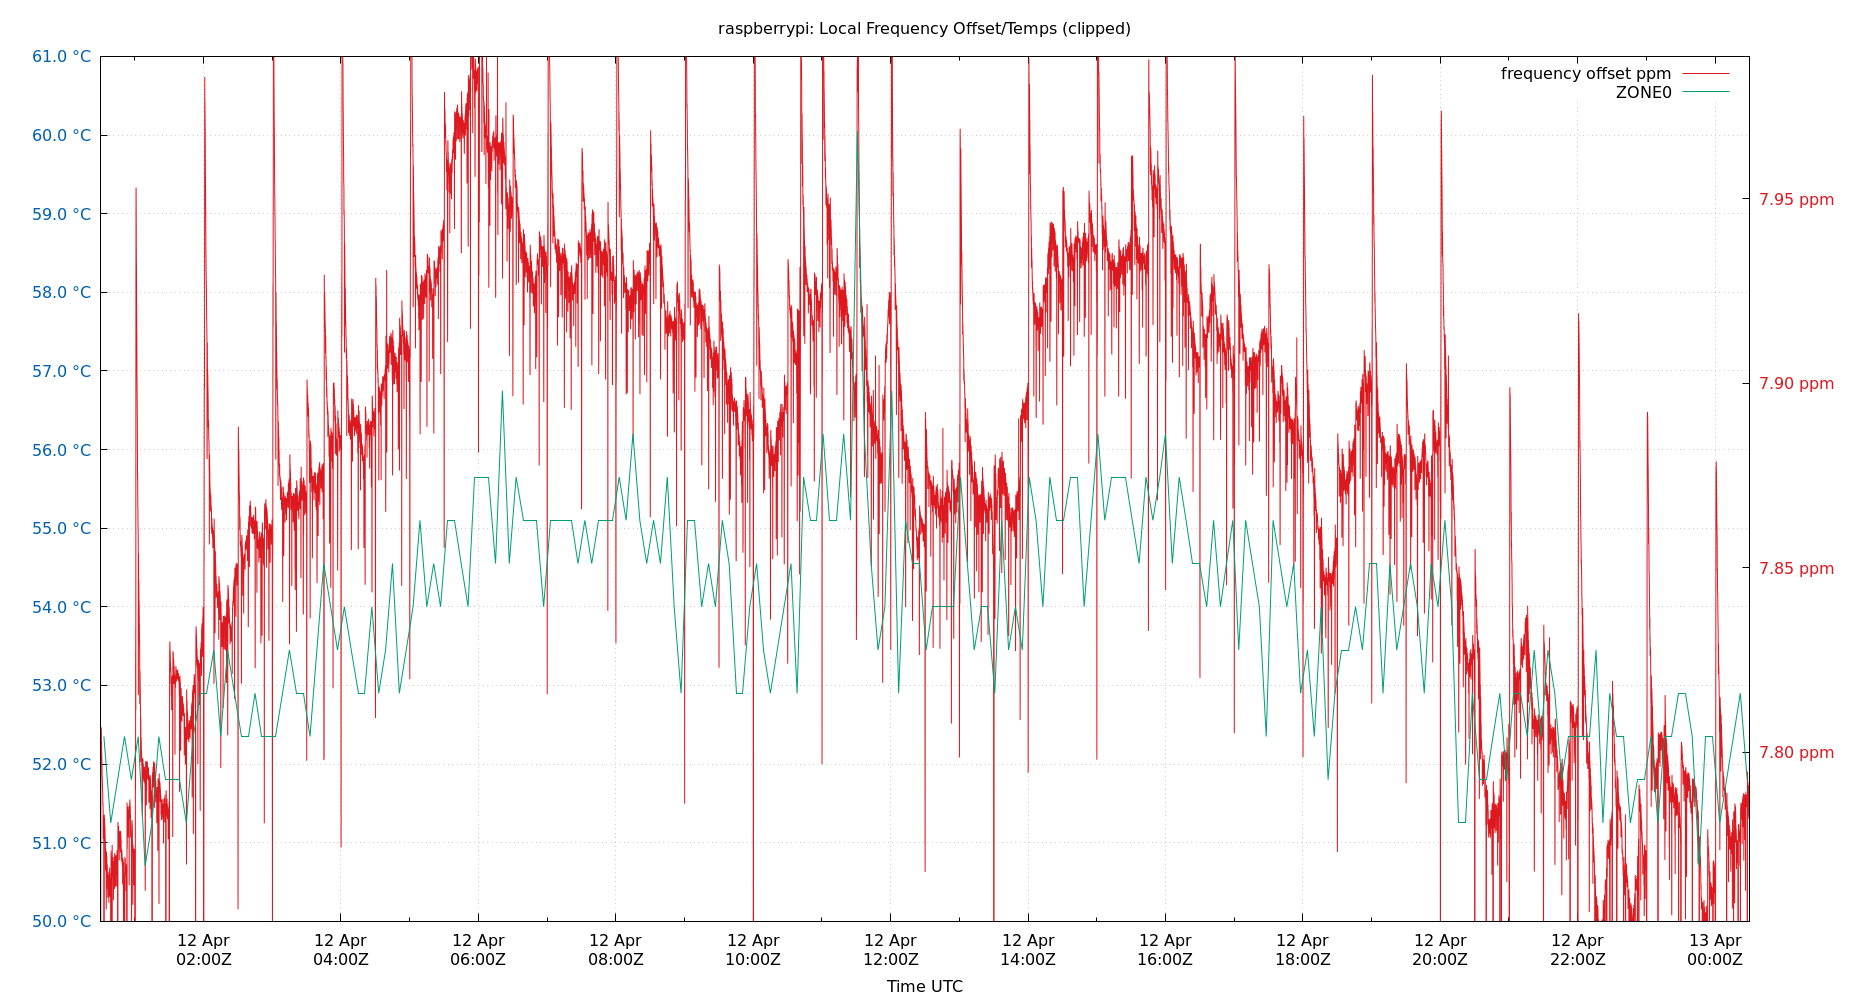 raspberrypi: Local Frequency Offset/Temps (clipped)
frequency offset ppm
ZONE0
61.0 °C
60.0 °C
59.0 °C
58.0 °C
57.0 °C
56.0 °C
55.0 °C
54.0 °C
53.0 °C
52.0 °C
51.0 °C
50.0 °C
7.95 ppm
7.90 ppm
7.85 ppm
7.80 ppm
12 Apr 12 Apr 12 Apr 12 Apr 12 Apr 12 Apr 12 Apr 12 Apr 12 Apr 12 Apr 12 Apr 13 Apr
02:00Z 04:00Z 06:00Z 08:00Z 10:00Z 12:00Z 14:00Z 16:00Z 18:00Z 20:00Z 22:00Z 00:00Z
Time UTC